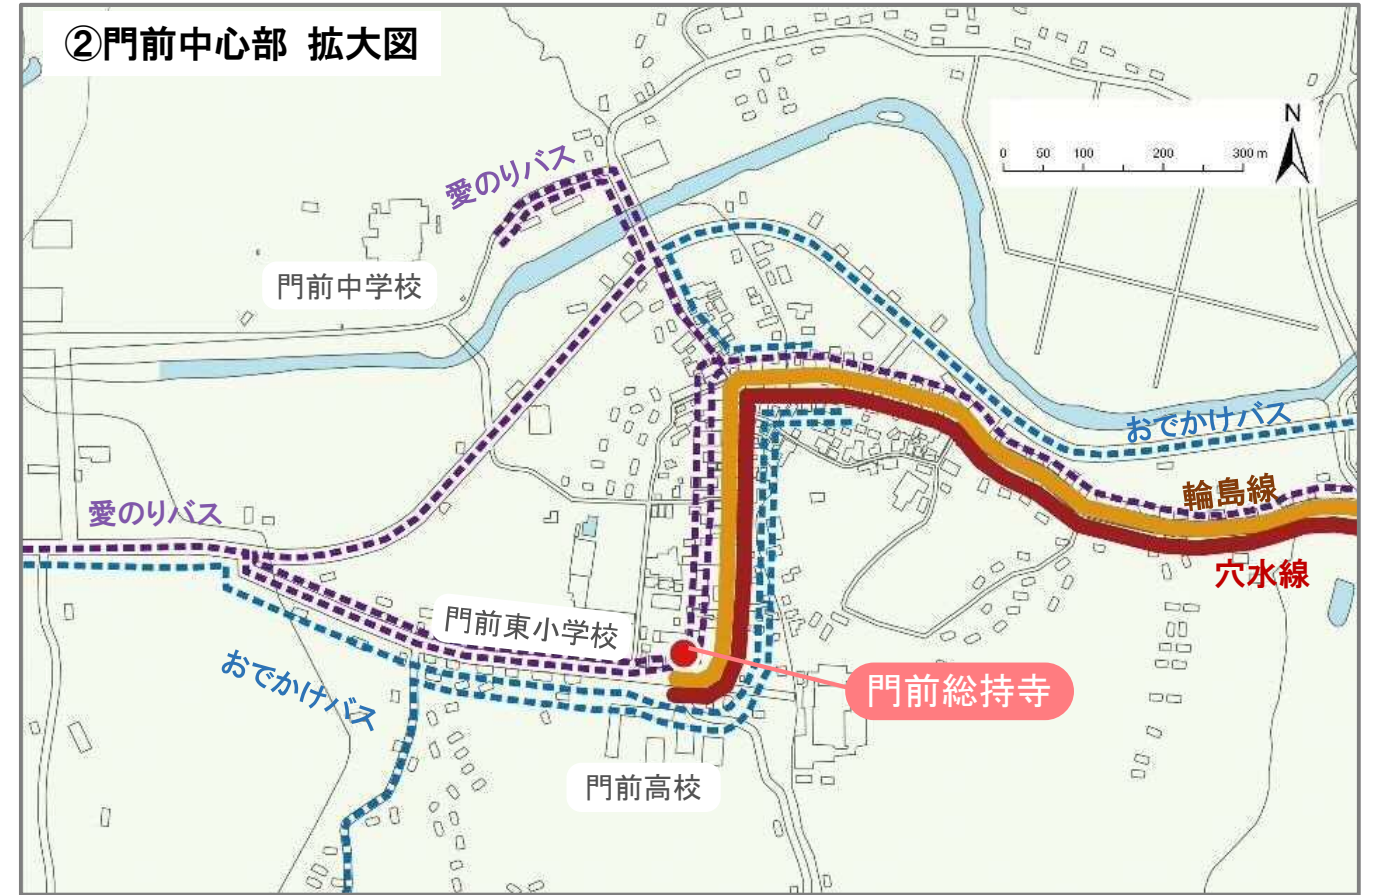 ②門前中心部 拡大図
N
0 50 100 200 300 m
愛のりバス
門前中学校
おでかけバス
輪島線
愛のりバス
穴水線
門前東小学校
おでかけバス
門前総持寺
門前高校